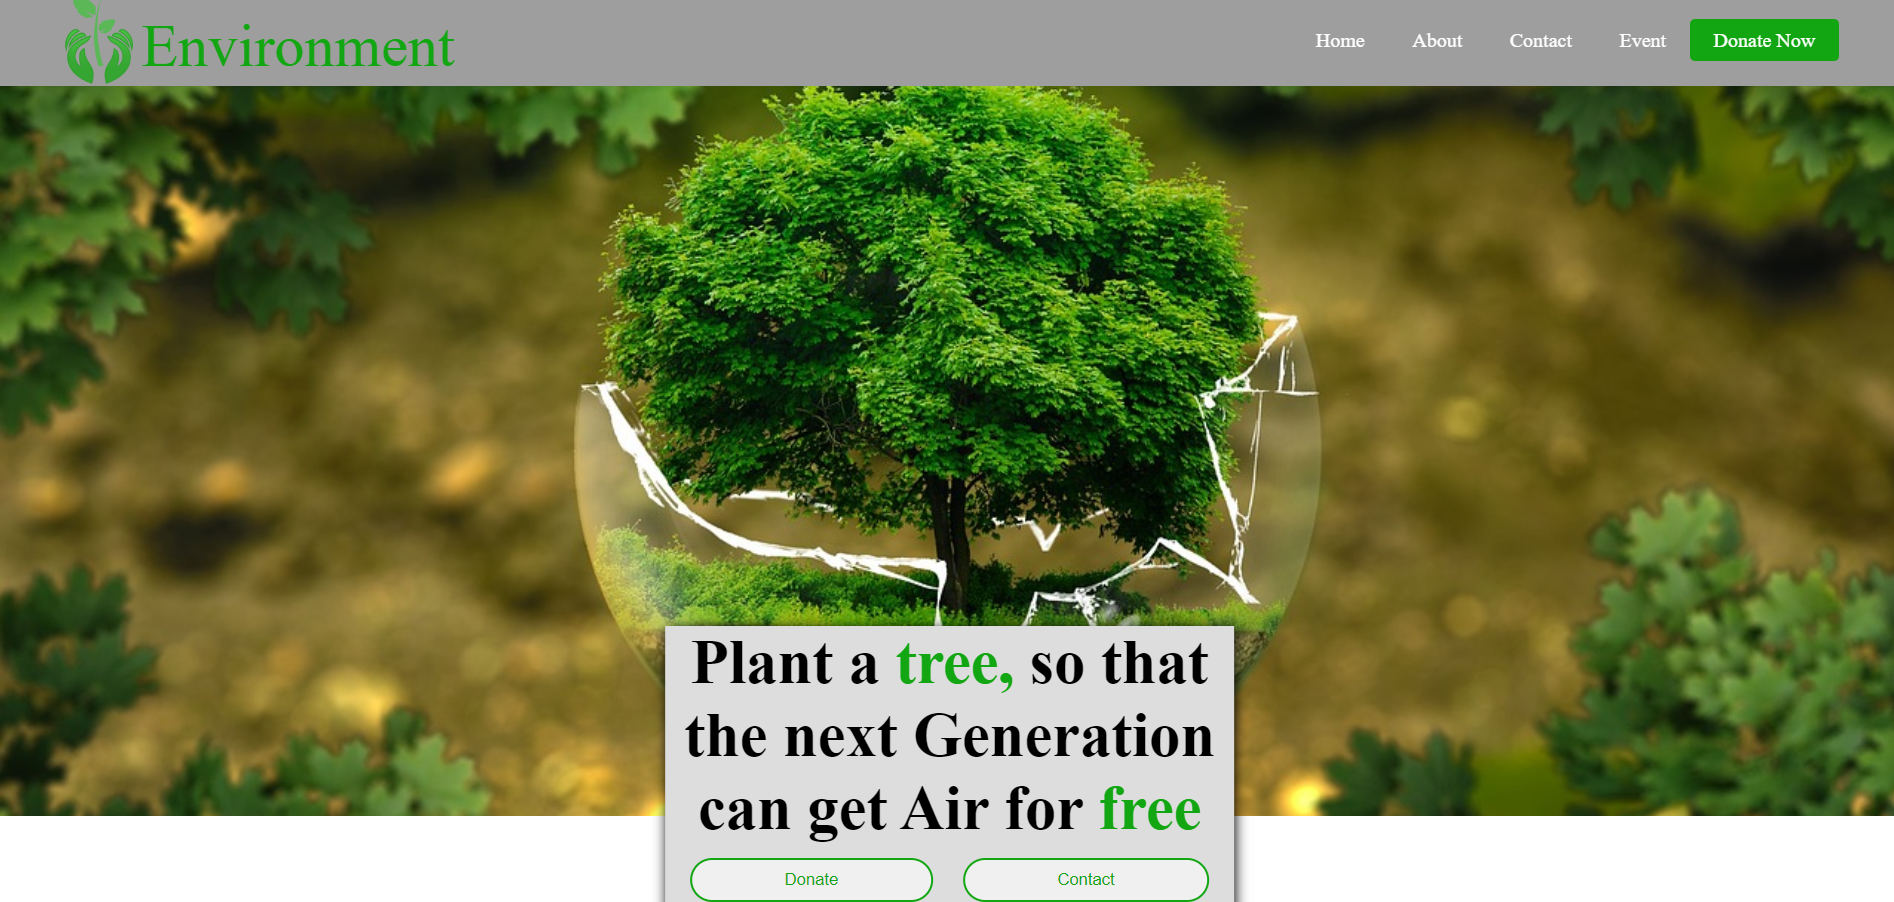 Environment
Home About Contact Event Donate Now
Plant a tree, so that
the next Generation
can get Air for free
Donate Contact